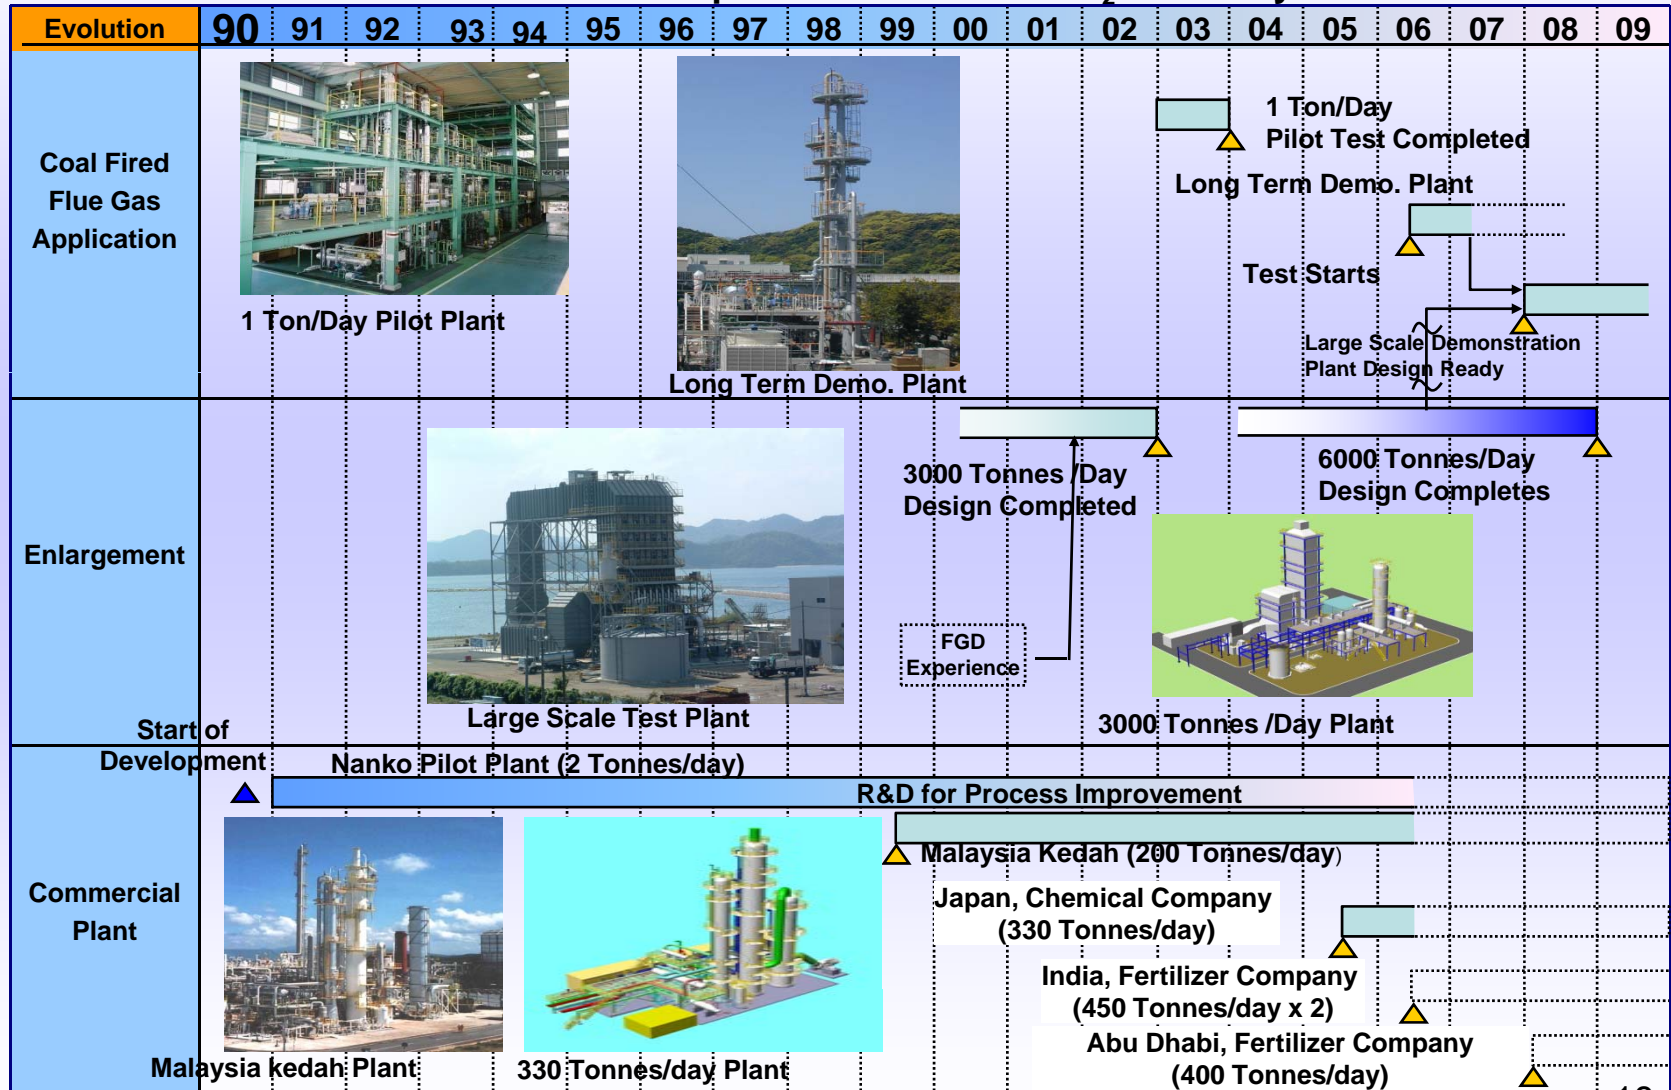 Evolution 90 91 92 93 94 95 96 97 98 99 00 01 02 03 04 05 06 07 08 09
Coal Fired
Flue Gas
Application
1 Ton/Day
Pilot Test Completed
Long Term Demo. Plant
Test Starts
Large Scale Demonstration
Plant Design Ready
1 Ton/Day Pilot Plant
Long Term Demo. Plant
Enlargement
3000 Tonnes /Day
Design Completed
6000 Tonnes/Day
Design Completes
FGD
Experience
Large Scale Test Plant
3000 Tonnes /Day Plant
Start of
Development
Nanko Pilot Plant (2 Tonnes/day)
R&D for Process Improvement
Commercial
Plant
Malaysia Kedah (200 Tonnes/day)
Japan, Chemical Company
(330 Tonnes/day)
India, Fertilizer Company
(450 Tonnes/day x 2)
Abu Dhabi, Fertilizer Company
(400 Tonnes/day)
Malaysia kedah Plant
330 Tonnes/day Plant